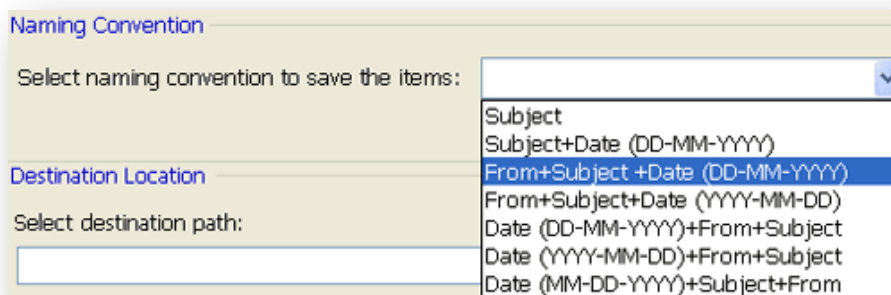 Naming Convention
Select naming convention to save the items:
Subject
Subject+Date (DD-MM-YYYY)
From+Subject +Date (DD-MM-YYYY)
From+Subject+Date (YYYY-MM-DD)
Date (DD-MM-YYYY)+From+Subject
Date (YYYY-MM-DD)+From+Subject
Date (MM-DD-YYYY)+Subject+From
Destination Location
Select destination path: